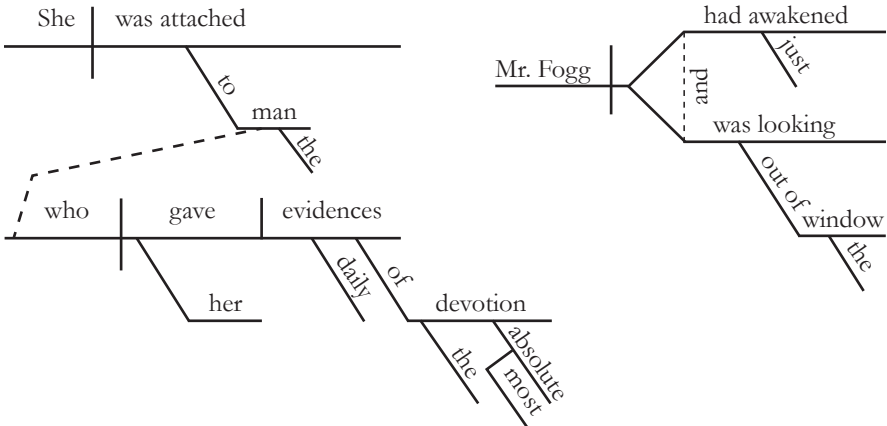 She was attached
to
man
the
who gave evidences
her
daily
of
devotion
the
absolute
most
Mr. Fogg
had awakened
just
and
was looking
out of
window
the